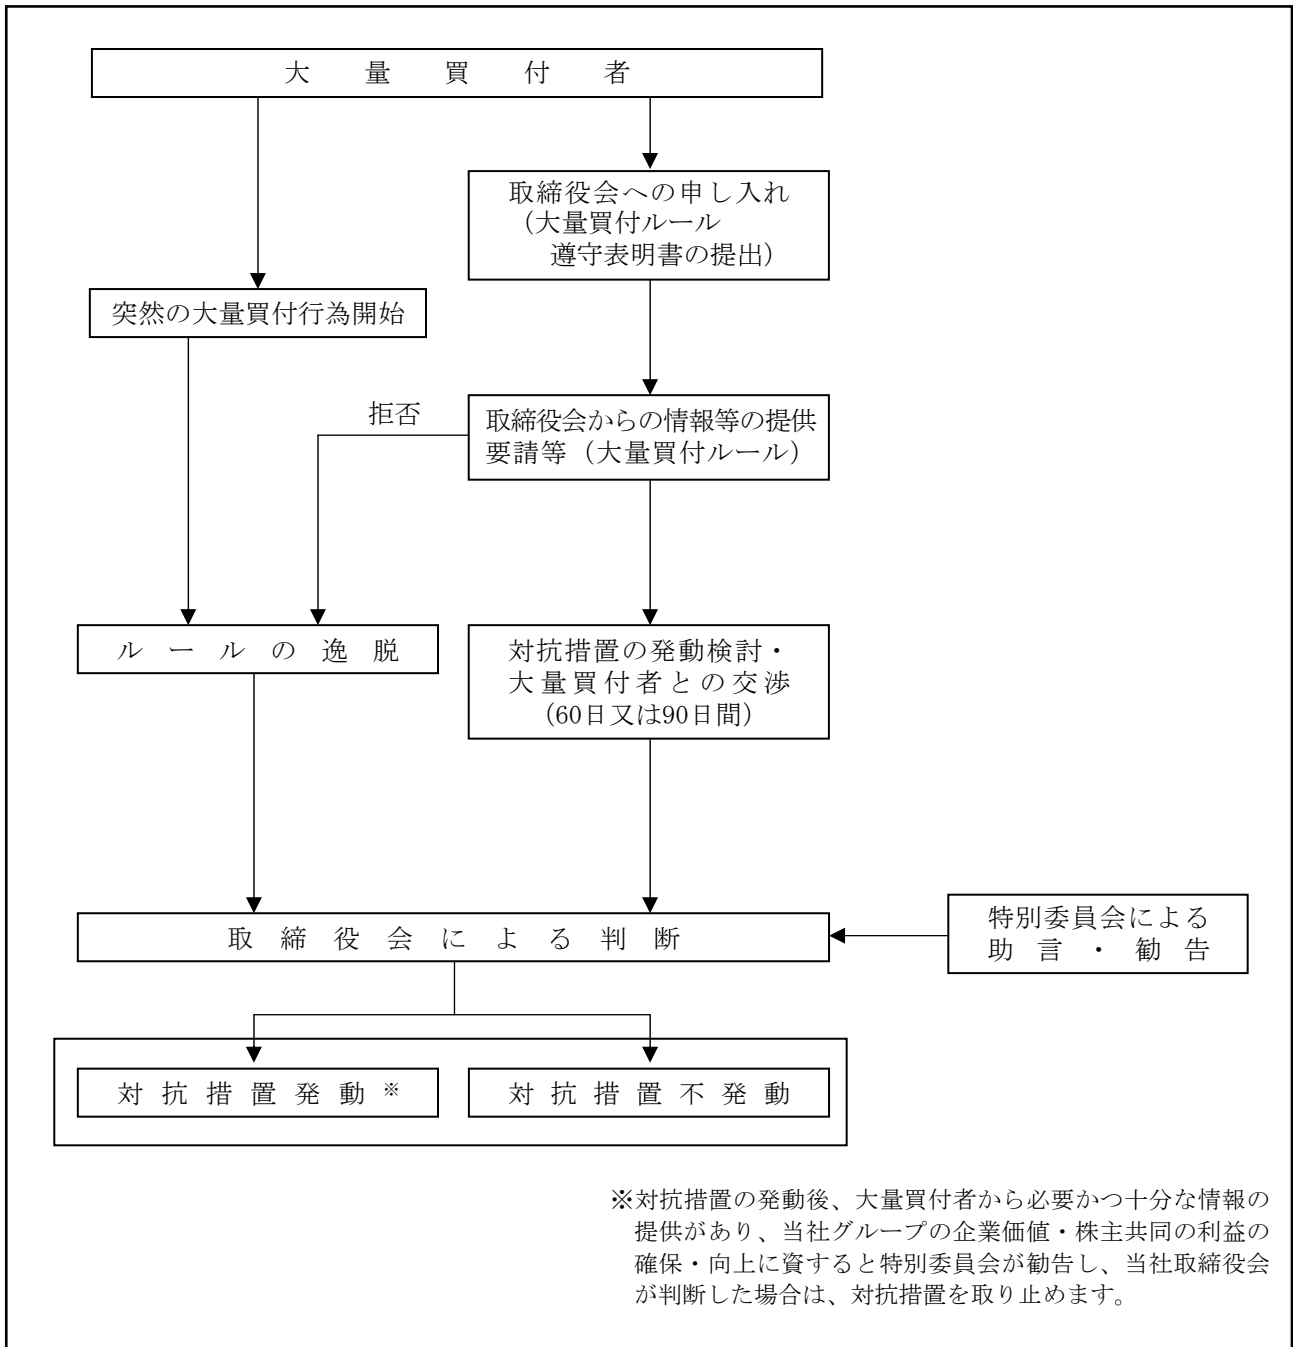 大量買付者
取締役会への申し入れ
（大量買付ルール
遵守表明書の提出）
突然の大量買付行為開始
拒否
取締役会からの情報等の提供
要請等（大量買付ルール）
ルールの逸脱
対抗措置の発動検討・
大量買付者との交渉
（60日又は90日間）
取締役会による判断
特別委員会による
助言・勧告
対抗措置発動※
対抗措置不発動
※対抗措置の発動後、大量買付者から必要かつ十分な情報の
提供があり、当社グループの企業価値・株主共同の利益の
確保・向上に資すると特別委員会が勧告し、当社取締役会
が判断した場合は、対抗措置を取り止めます。